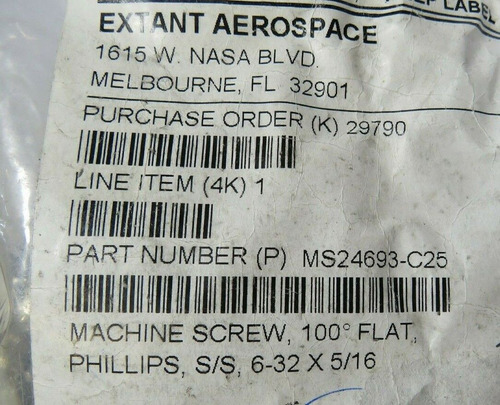 LABEL
EXTANT AEROSPACE
1615 W. NASA BLVD.
MELBOURNE, FL 32901
PURCHASE ORDER (K) 29790
LINE ITEM (4K) 1
PART NUMBER (P) MS24693-C25
MACHINE SCREW, 100° FLAT,
PHILLIPS, S/S, 6-32 X 5/16